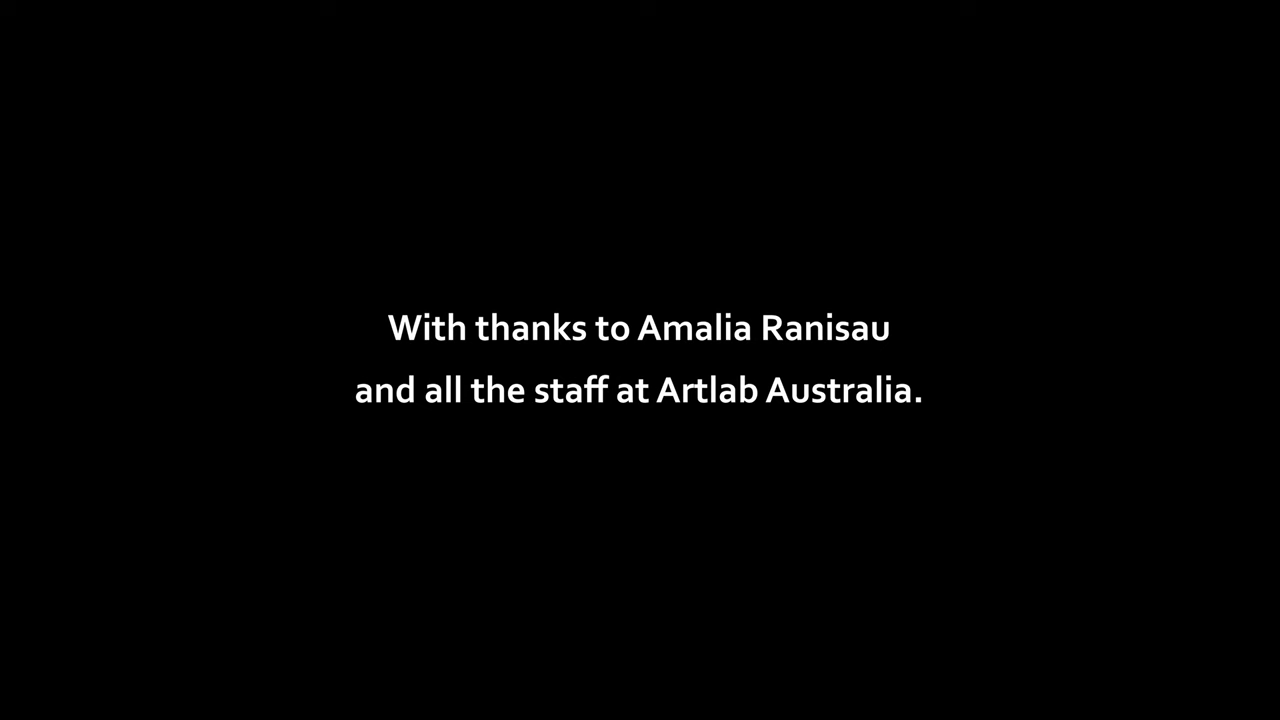 With thanks to Amalia Ranisau
and all the staff at Artlab Australia.